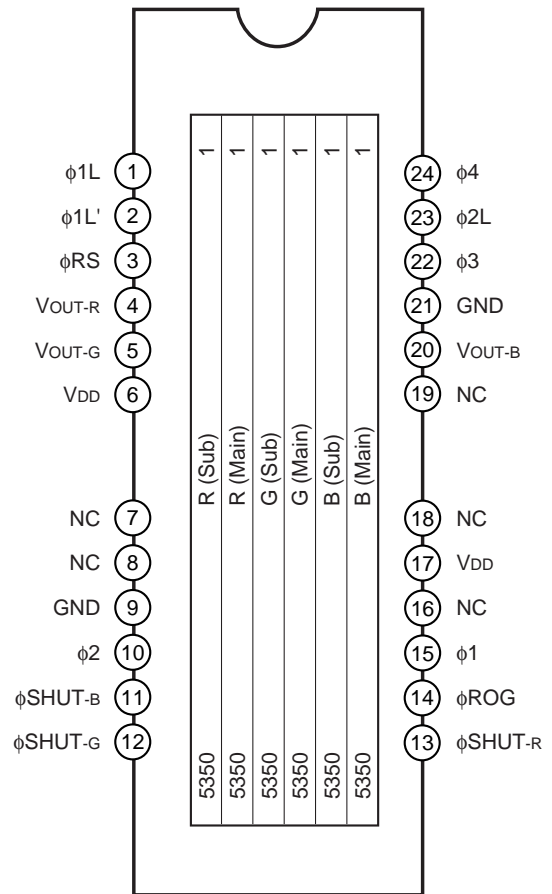 φ1L 1
φ1L' 2
φRS 3
VOUT-R 4
VOUT-G 5
VDD 6
NC 7
NC 8
GND 9
φ2 10
φSHUT-B 11
φSHUT-G 12
1 R (Sub) 5350
1 R (Main) 5350
1 G (Sub) 5350
1 G (Main) 5350
1 B (Sub) 5350
1 B (Main) 5350
24 φ4
23 φ2L
22 φ3
21 GND
20 VOUT-B
19 NC
18 NC
17 VDD
16 NC
15 φ1
14 φROG
13 φSHUT-R